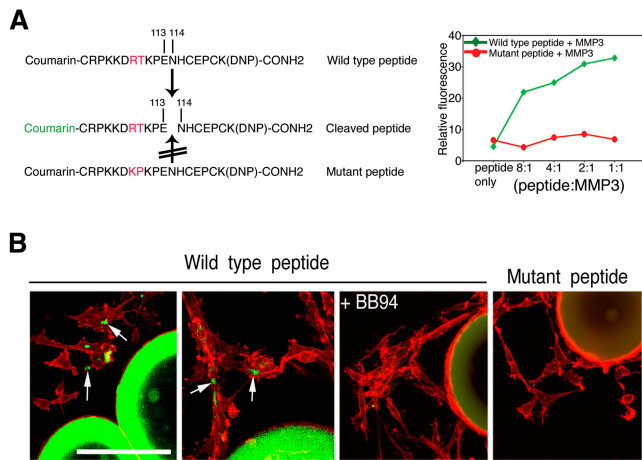 A
113 114
Coumarin-CRPKKDRTKPENHCEPCK(DNP)-CONH2 Wild type peptide
113 114
Coumarin-CRPKKDRTKPE NHCEPCK(DNP)-CONH2 Cleaved peptide
Coumarin-CRPKKDKPKPENHCEPCK(DNP)-CONH2 Mutant peptide
Relative fluorescence
40
30
20
10
0
Wild type peptide + MMP3
Mutant peptide + MMP3
peptide only 8:1 4:1 2:1 1:1
(peptide:MMP3)
B
Wild type peptide
Mutant peptide
+ BB94